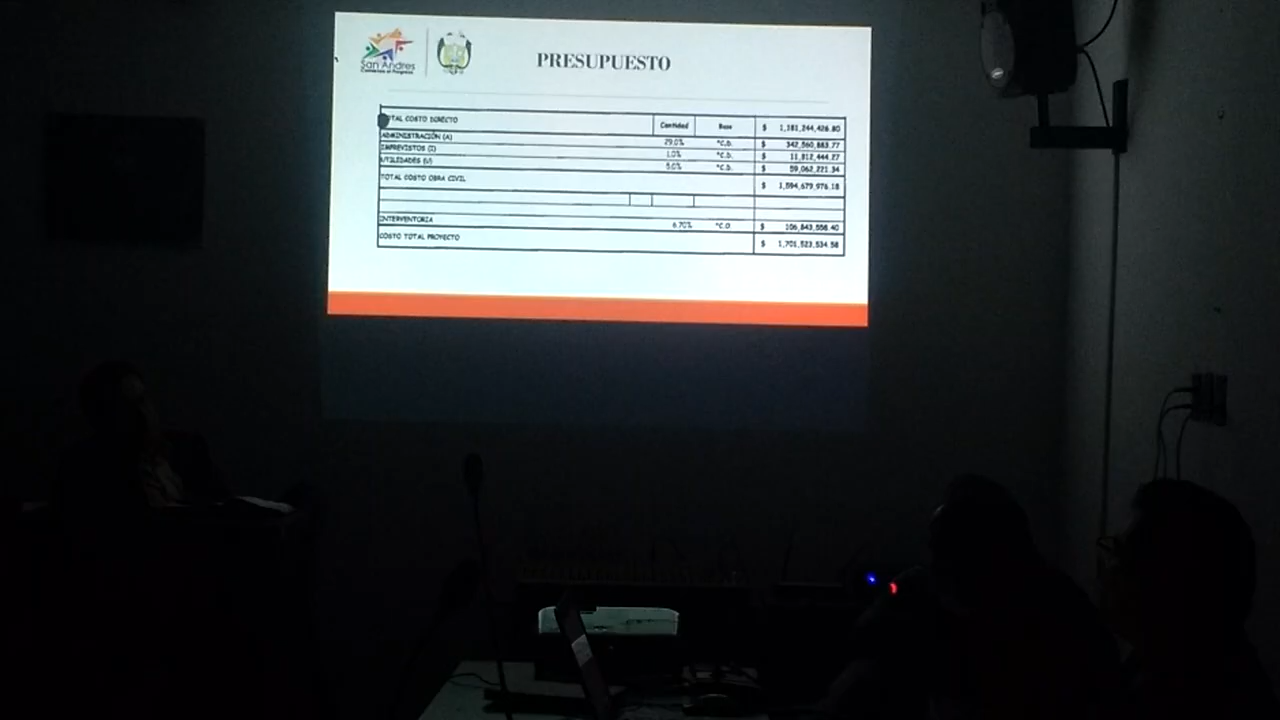 San Andres
Comienza el Progreso
PRESUPUESTO
TOTAL COSTO DIRECTO Cantidad Base $ 1,181,244,426.80
ADMINISTRACIÓN (A) 29.0% *C.D. $ 342,560,883.77
IMPREVISTOS (I) 1.0% *C.D. $ 11,812,444.27
UTILIDADES (U) 5.0% *C.D. $ 59,062,221.34
TOTAL COSTO OBRA CIVIL $ 1,594,679,976.18
INTERVENTORIA 6.70% *C.O $ 106,843,558.40
COSTO TOTAL PROYECTO $ 1,701,523,534.58